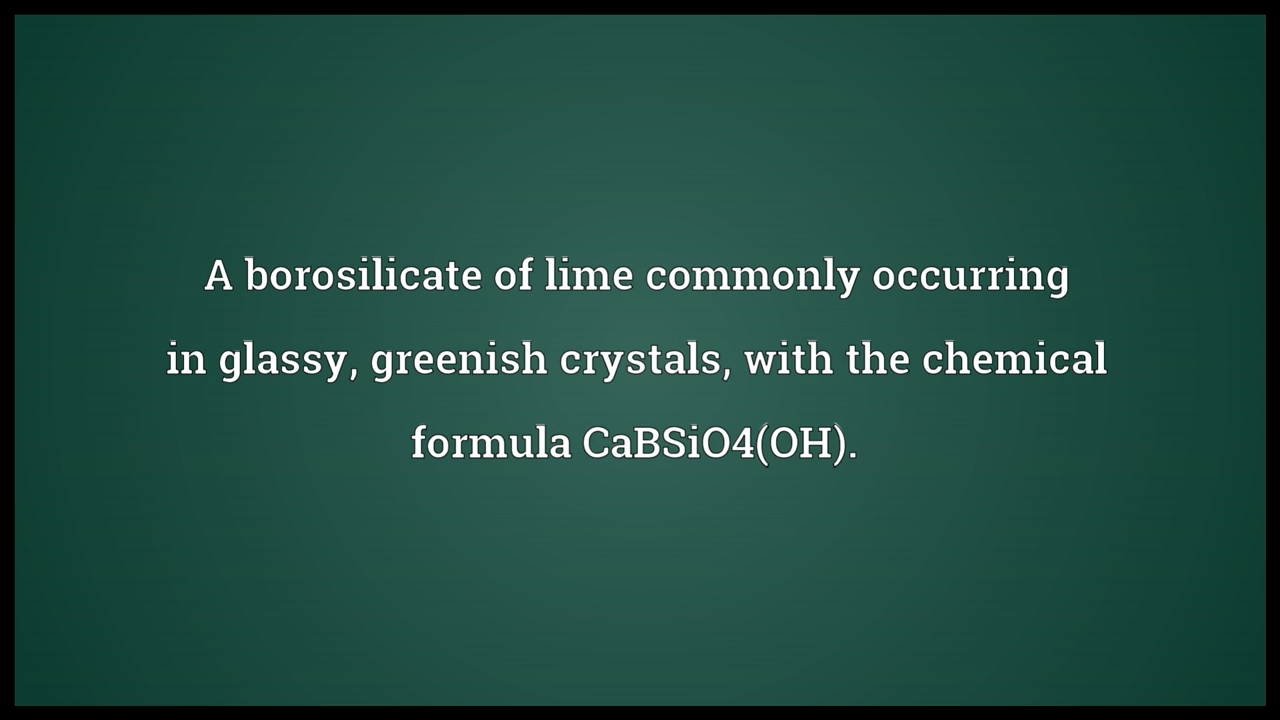 A borosilicate of lime commonly occurring
in glassy, greenish crystals, with the chemical
formula CaBSiO4(OH).